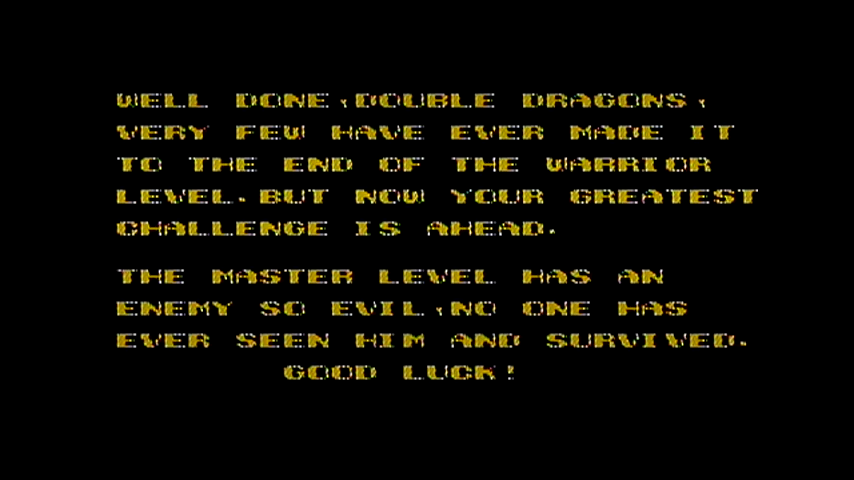 WELL DONE,DOUBLE DRAGONS,
VERY FEW HAVE EVER MADE IT
TO THE END OF THE WARRIOR
LEVEL.BUT NOW YOUR GREATEST
CHALLENGE IS AHEAD.
THE MASTER LEVEL HAS AN
ENEMY SO EVIL,NO ONE HAS
EVER SEEN HIM AND SURVIVED.
GOOD LUCK!